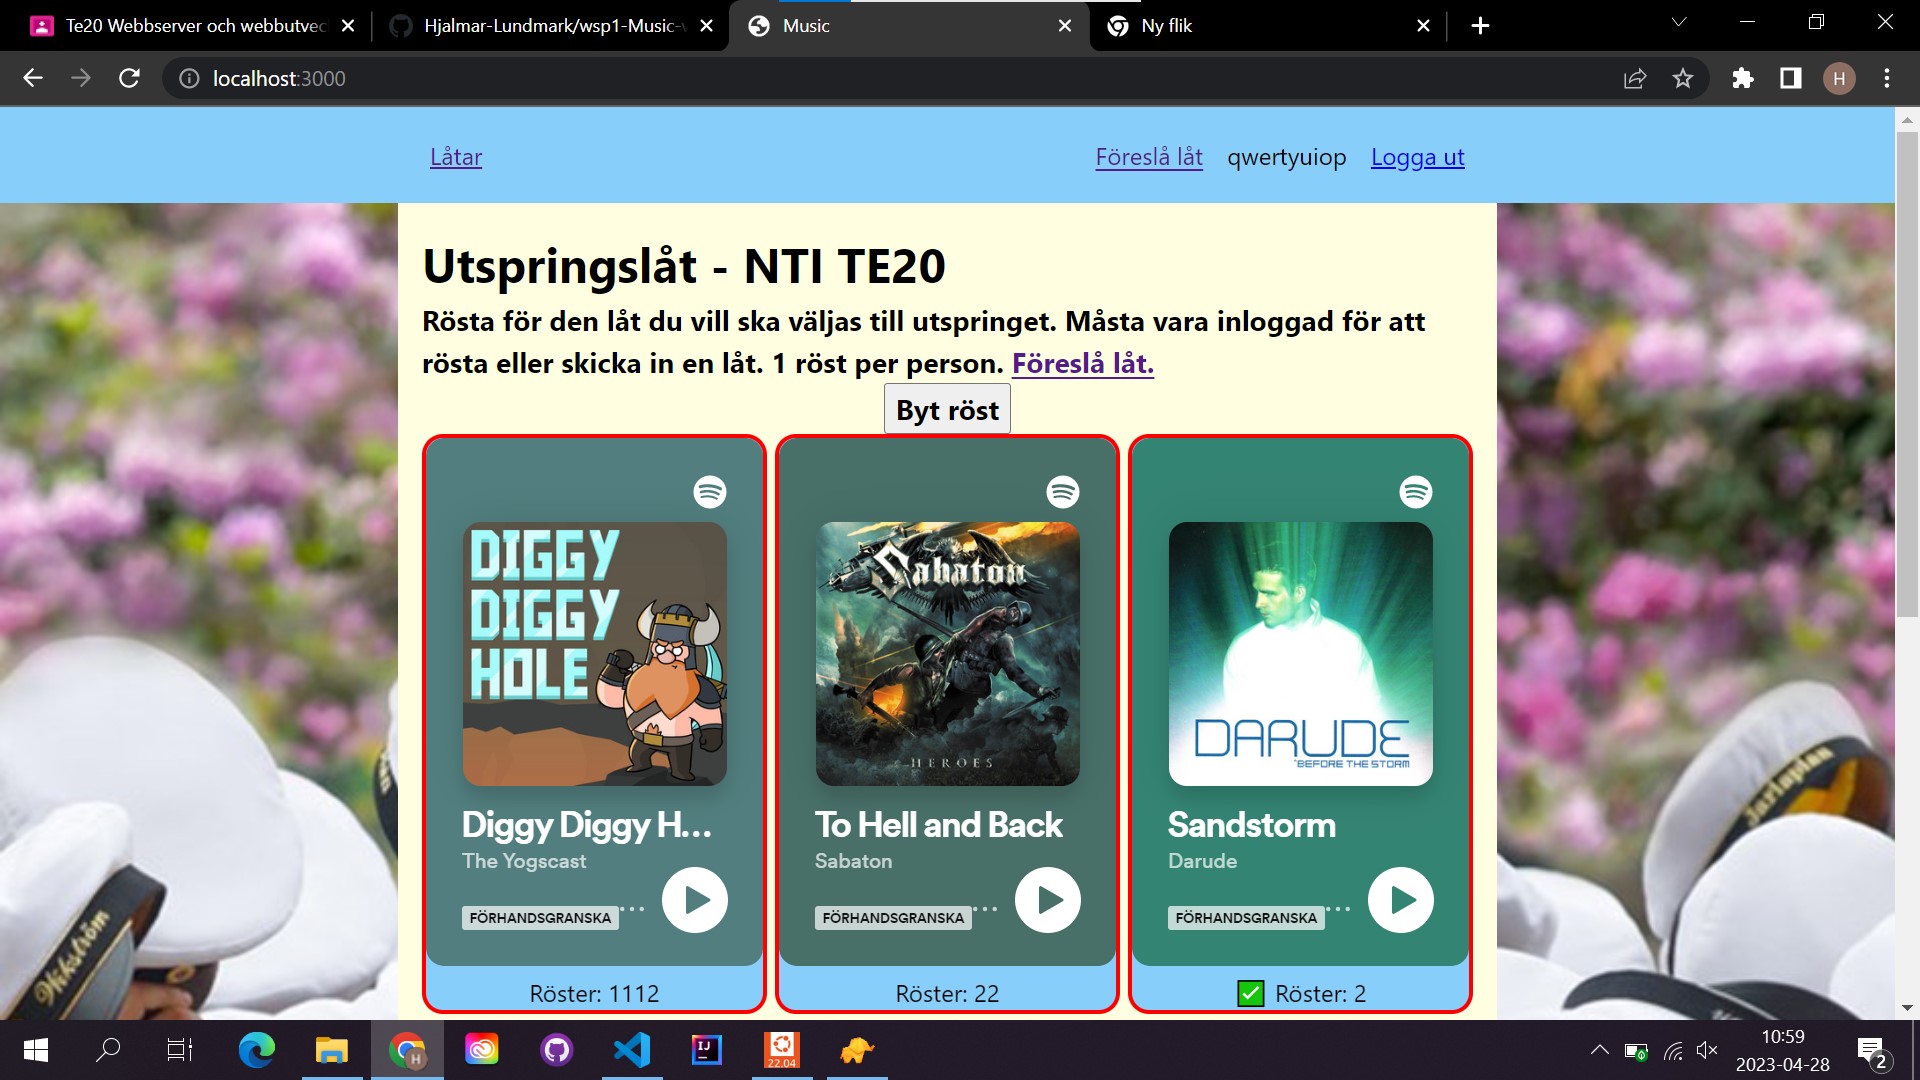 Te20 Webbserver och webbutvec
Hjalmar-Lundmark/wsp1-Music-v
Music
Ny flik
localhost:3000
H
Låtar
Föreslå låt
qwertyuiop
Logga ut
Utspringslåt - NTI TE20
Rösta för den låt du vill ska väljas till utspringet. Måsta vara inloggad för att
rösta eller skicka in en låt. 1 röst per person. Föreslå låt.
Byt röst
DIGGY
DIGGY
HOLE
Sabaton
HEROES
DARUDE
BEFORE THE STORM
Diggy Diggy H...
The Yogscast
FÖRHANDSGRANSKA
To Hell and Back
Sabaton
FÖRHANDSGRANSKA
Sandstorm
Darude
FÖRHANDSGRANSKA
Röster: 1112
Röster: 22
✅ Röster: 2
Wikström
Jarlaplan
H
IJ
22.04
10:59
2023-04-28
2